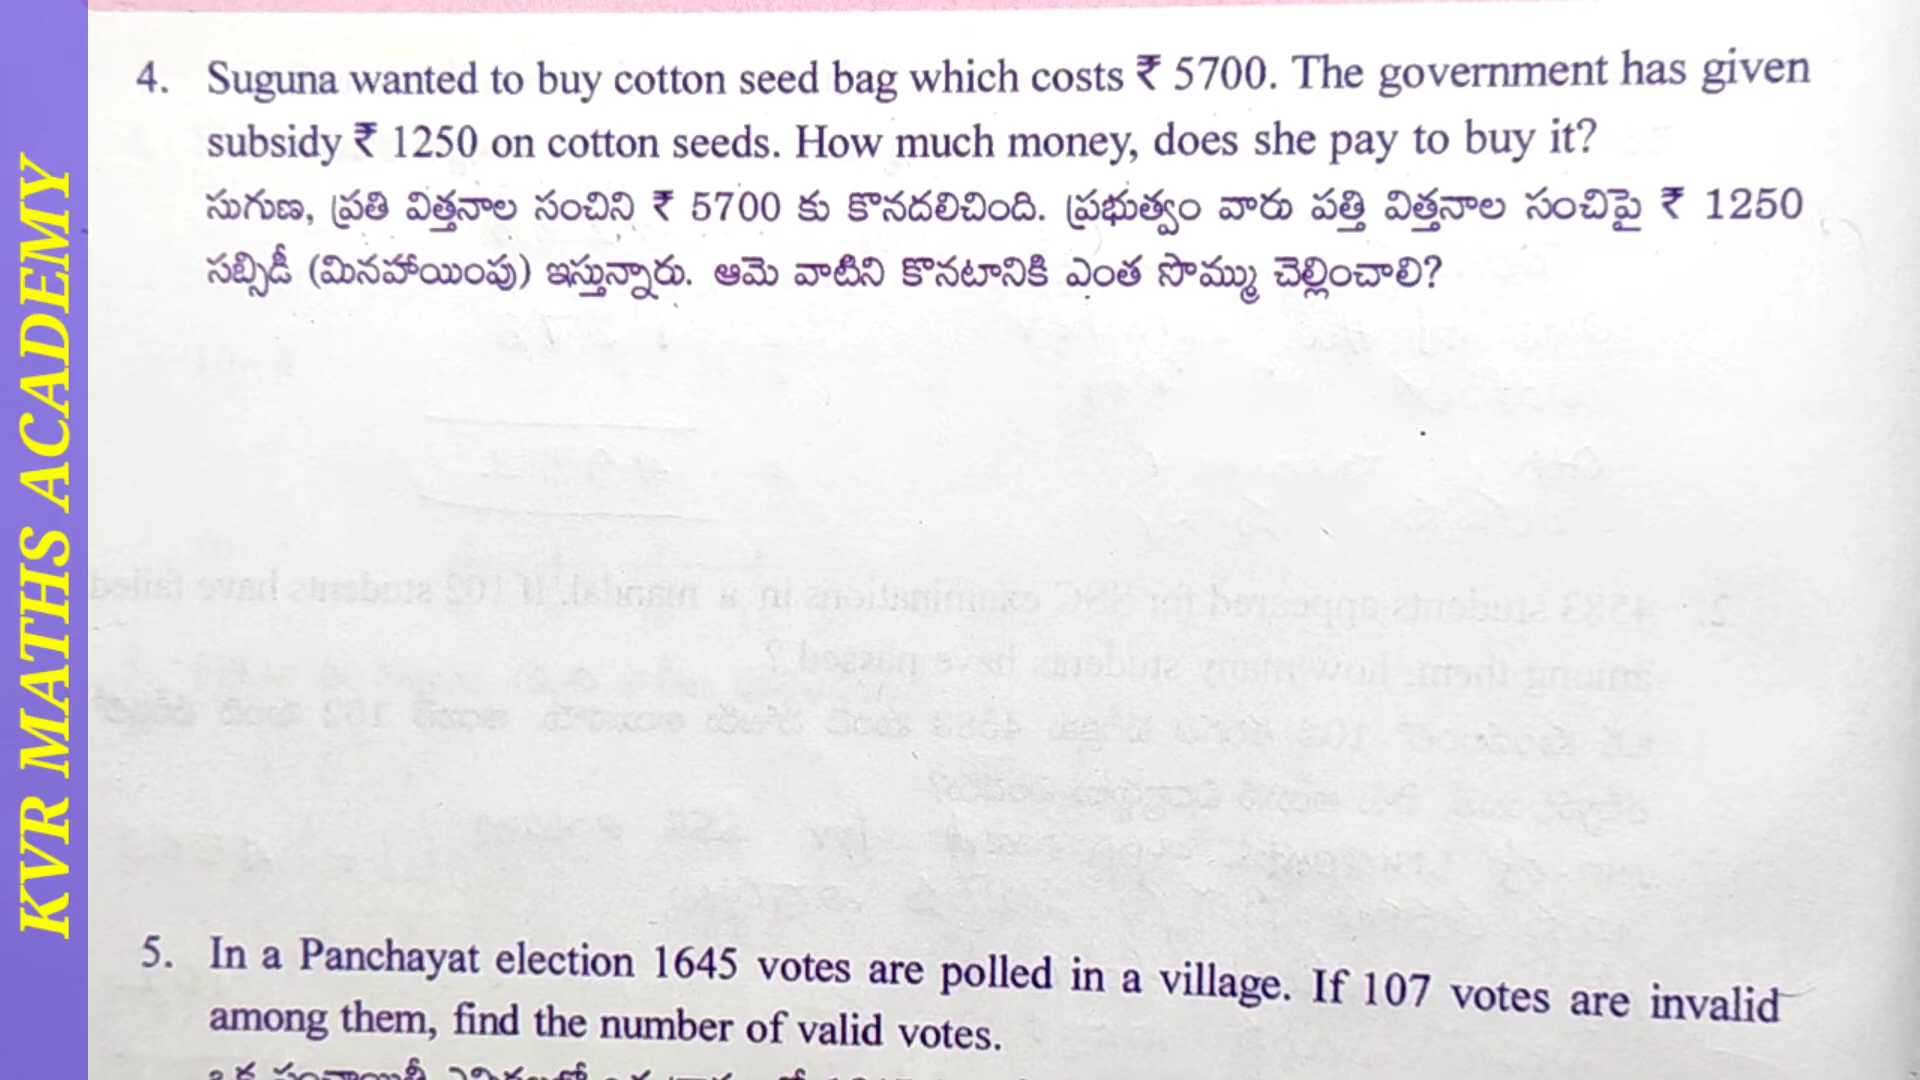 KVR MATHS ACADEMY
4. Suguna wanted to buy cotton seed bag which costs ₹ 5700. The government has given
subsidy ₹ 1250 on cotton seeds. How much money, does she pay to buy it?
సుగుణ, ప్రతి విత్తనాల సంచిని ₹ 5700 కు కొనదలిచింది. ప్రభుత్వం వారు పత్తి విత్తనాల సంచిపై ₹ 1250
సబ్సిడీ (మినహాయింపు) ఇస్తున్నారు. ఆమె వాటిని కొనటానికి ఎంత సొమ్ము చెల్లించాలి?
5. In a Panchayat election 1645 votes are polled in a village. If 107 votes are invalid
among them, find the number of valid votes.